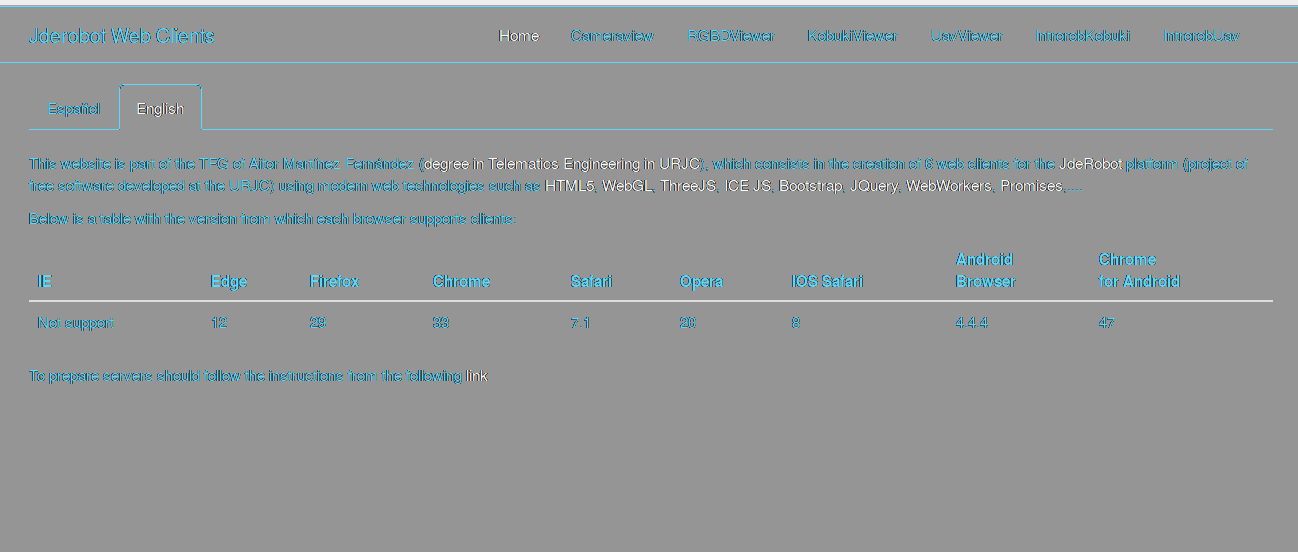 Jderobot Web Clients Home Cameraview RGBDViewer KobukiViewer UavViewer IntrorobKobuki IntrorobUav
Español English
This website is part of the TFG of Aitor Martínez Fernández (degree in Telematics Engineering in URJC), which consists in the creation of 6 web clients for the JdeRobot platform (project of
free software developed at the URJC) using modern web technologies such as HTML5, WebGL, ThreeJS, ICE JS, Bootstrap, JQuery, WebWorkers, Promises,....
Below is a table with the version from which each browser supports clients:
Android Chrome
IE Edge Firefox Chrome Safari Opera IOS Safari Browser for Android
Not support 12 29 33 7.1 20 8 4.4.4 47
To prepare servers should follow the instructions from the following link